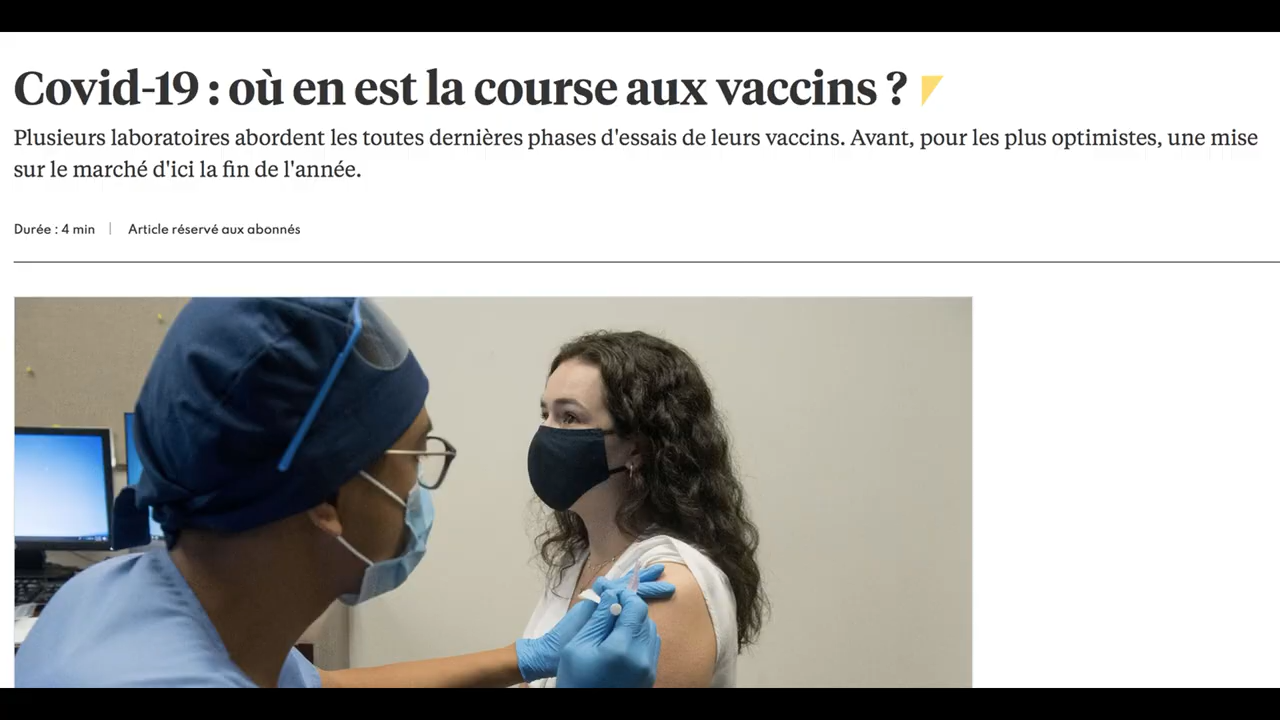 Covid-19 : où en est la course aux vaccins ?
Plusieurs laboratoires abordent les toutes dernières phases d'essais de leurs vaccins. Avant, pour les plus optimistes, une mise
sur le marché d'ici la fin de l'année.
Durée : 4 min | Article réservé aux abonnés